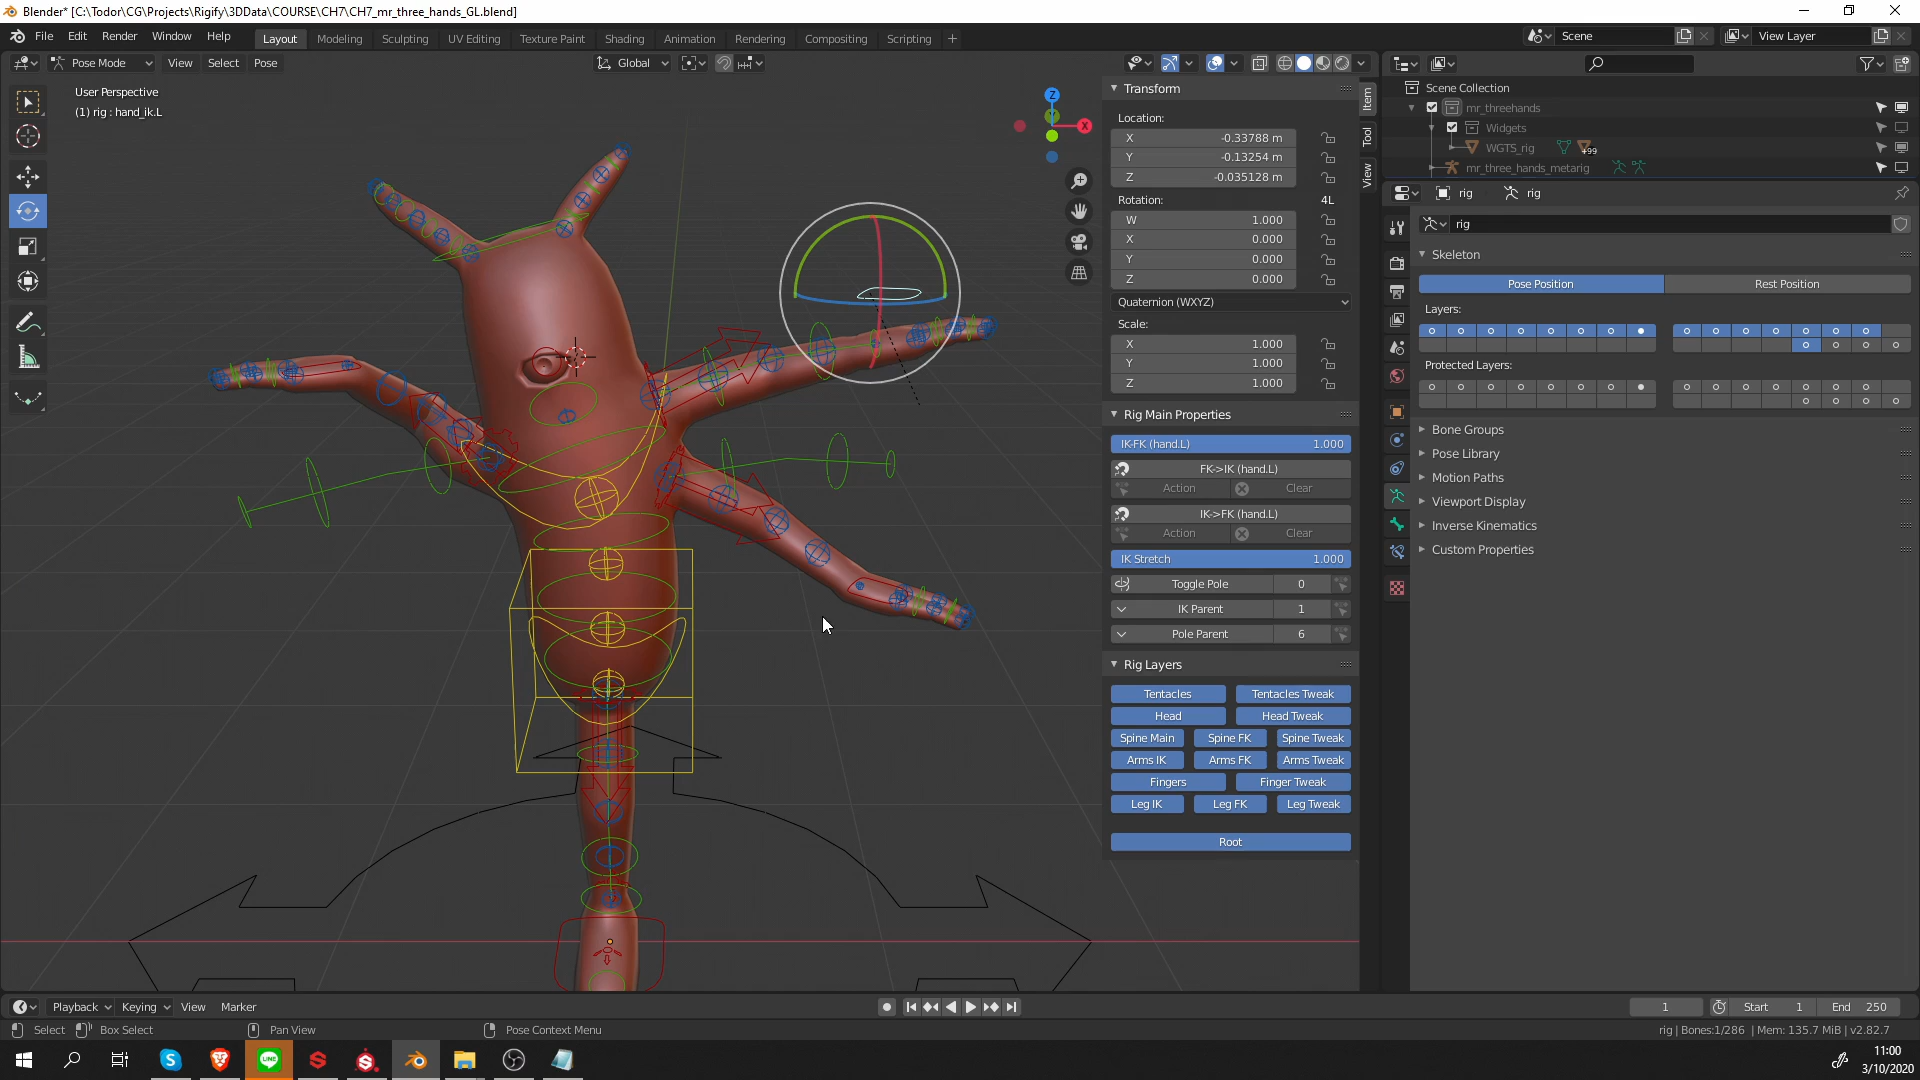 Blender* [C:\Todor\CG\Projects\Rigify\3DData\COURSE\CH7\CH7_mr_three_hands_GL.blend]
File Edit Render Window Help Layout Modeling Sculpting UV Editing Texture Paint Shading Animation Rendering Compositing Scripting + Scene View Layer
Pose Mode View Select Pose Global
User Perspective
(1) rig : hand_ik.L
Z
X
Transform
Location:
X -0.33788 m
Y -0.13254 m
Z -0.035128 m
Rotation: 4L
W 1.000
X 0.000
Y 0.000
Z 0.000
Quaternion (WXYZ)
Scale:
X 1.000
Y 1.000
Z 1.000
Rig Main Properties
IK-FK (hand.L) 1.000
FK->IK (hand.L)
Action Clear
IK->FK (hand.L)
Action Clear
IK Stretch 1.000
Toggle Pole 0
IK Parent 1
Pole Parent 6
Rig Layers
Tentacles Tentacles Tweak
Head Head Tweak
Spine Main Spine FK Spine Tweak
Arms IK Arms FK Arms Tweak
Fingers Finger Tweak
Leg IK Leg FK Leg Tweak
Root
Item
Tool
View
Scene Collection
mr_threehands
Widgets
WGTS_rig +99
mr_three_hands_metarig
rig rig
rig
Skeleton
Pose Position Rest Position
Layers:
Protected Layers:
Bone Groups
Pose Library
Motion Paths
Viewport Display
Inverse Kinematics
Custom Properties
Playback Keying View Marker 1 Start 1 End 250
Select Box Select Pan View Pose Context Menu rig | Bones:1/286 | Mem: 135.7 MiB | v2.82.7
LINE
11:00
3/10/2020